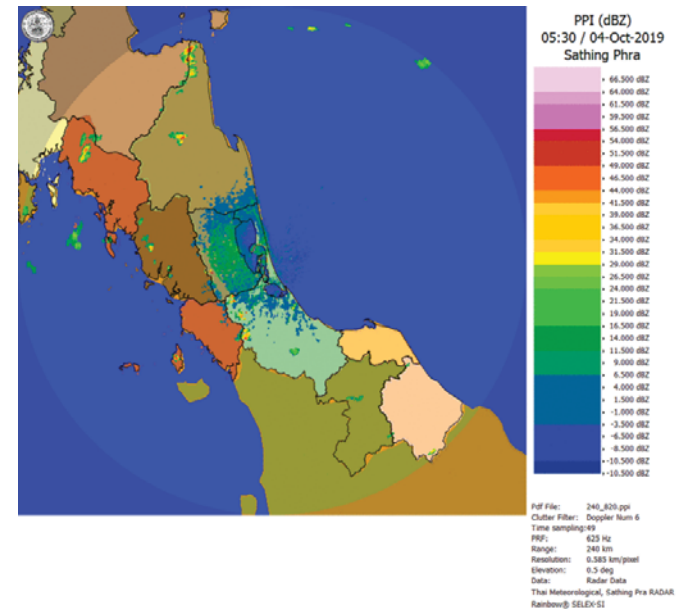 PPI (dBZ)
05:30 / 04-Oct-2019
Sathing Phra
66.500 dBZ
64.000 dBZ
61.500 dBZ
59.500 dBZ
56.500 dBZ
54.000 dBZ
51.500 dBZ
49.000 dBZ
46.500 dBZ
44.000 dBZ
41.500 dBZ
39.000 dBZ
36.500 dBZ
34.000 dBZ
31.500 dBZ
29.000 dBZ
26.500 dBZ
24.000 dBZ
21.500 dBZ
19.000 dBZ
16.500 dBZ
14.000 dBZ
11.500 dBZ
9.000 dBZ
6.500 dBZ
4.000 dBZ
1.500 dBZ
-1.000 dBZ
-3.500 dBZ
-6.500 dBZ
-8.500 dBZ
-10.500 dBZ
-10.500 dBZ
Pdf File: 240_820.ppi
Clutter Filter: Doppler Num 6
Time sampling:49
PRF: 625 Hz
Range: 240 km
Resolution: 0.585 km/pixel
Elevation: 0.5 deg
Data: Radar Data
Thai Meteorological, Sathing Pra RADAR
Rainbow® SELEX-SI